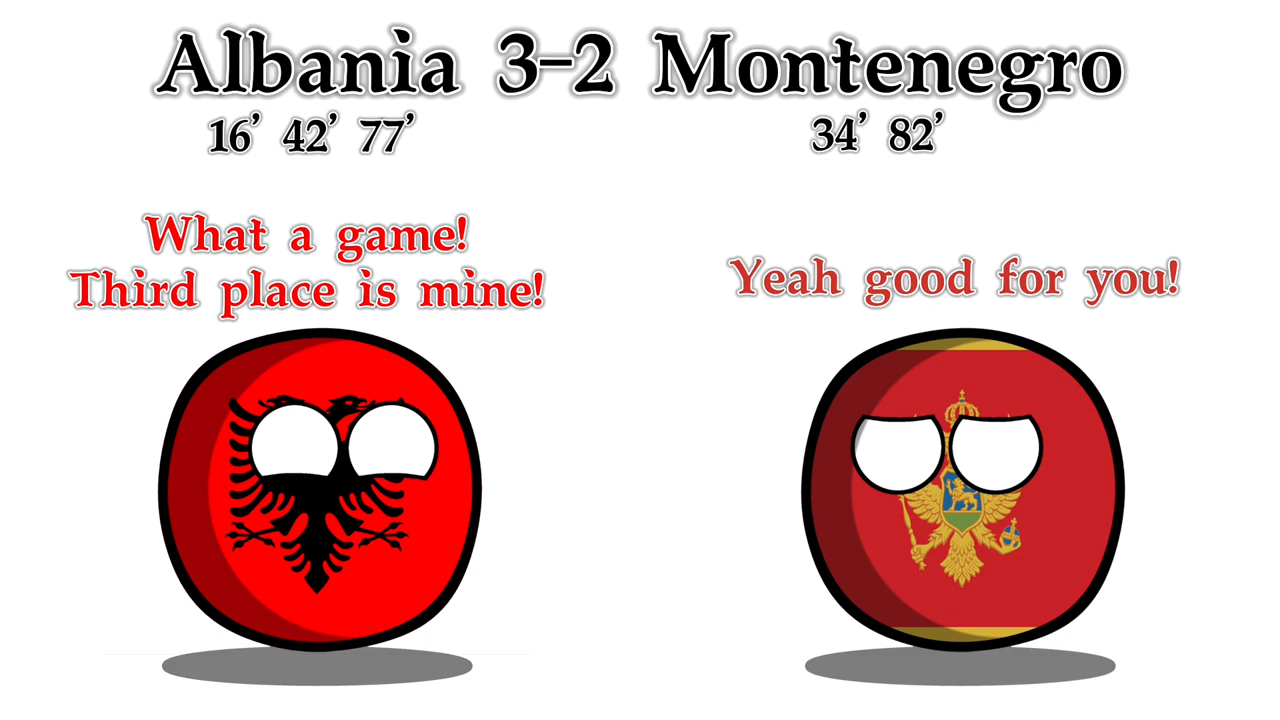 Albania 3-2 Montenegro
16' 42' 77' 34' 82'
What a game!
Third place is mine!
Yeah good for you!